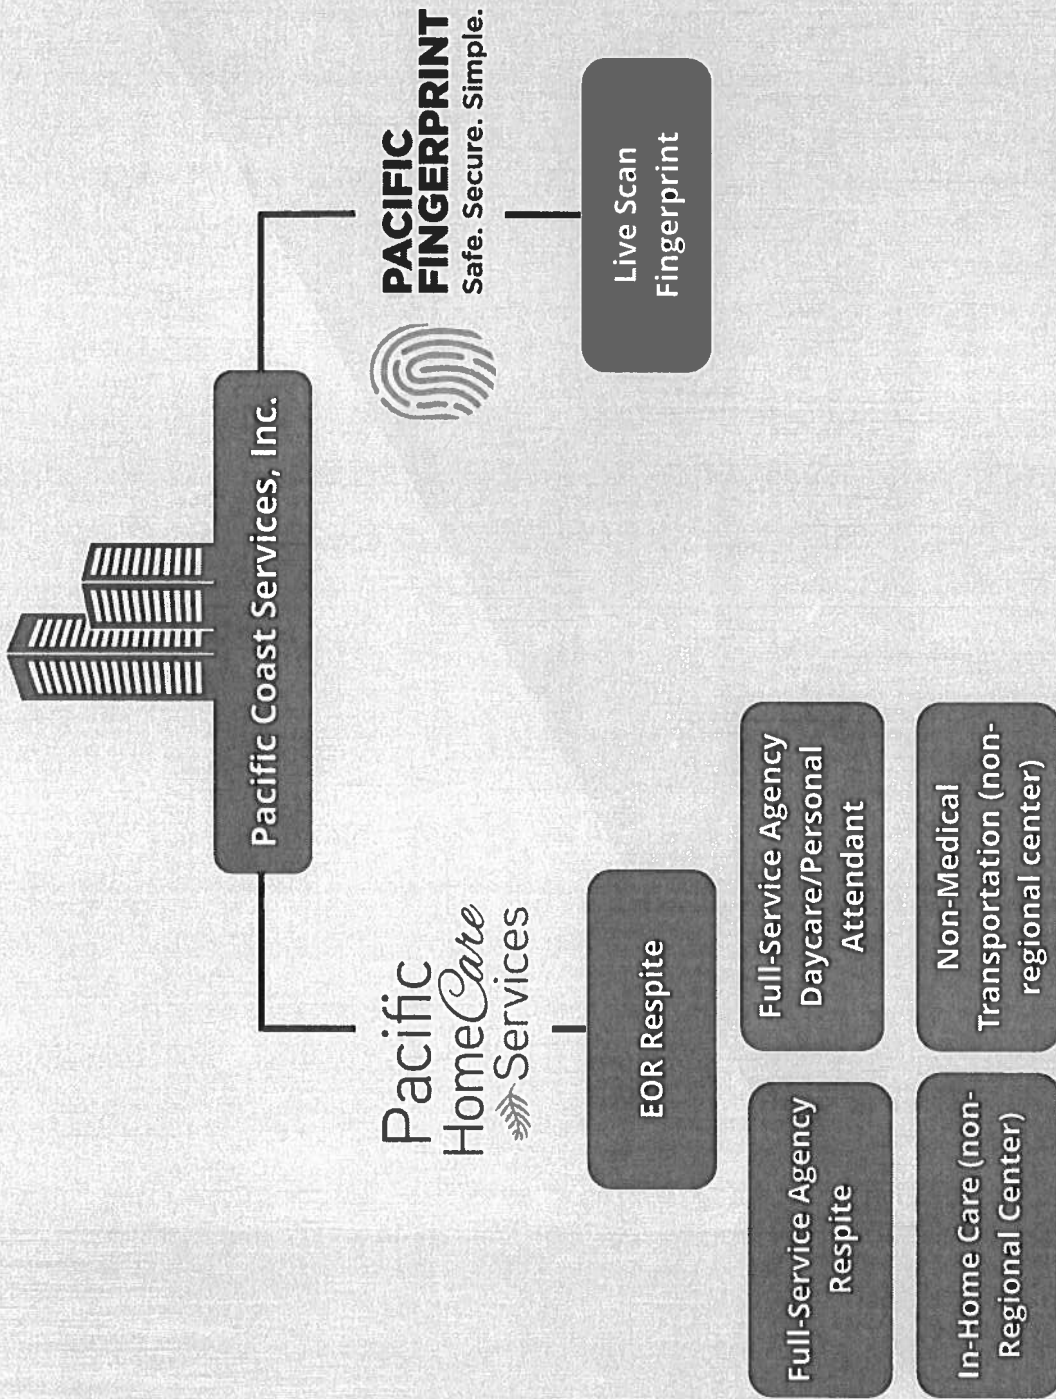 Pacific Coast Services, Inc.
Pacific
HomeCare
Services
PACIFIC
FINGERPRINT
Safe. Secure. Simple.
EOR Respite
Live Scan
Fingerprint
Full-Service Agency
Respite
Full-Service Agency
Daycare/Personal
Attendant
In-Home Care (non-
Regional Center)
Non-Medical
Transportation (non-
regional center)